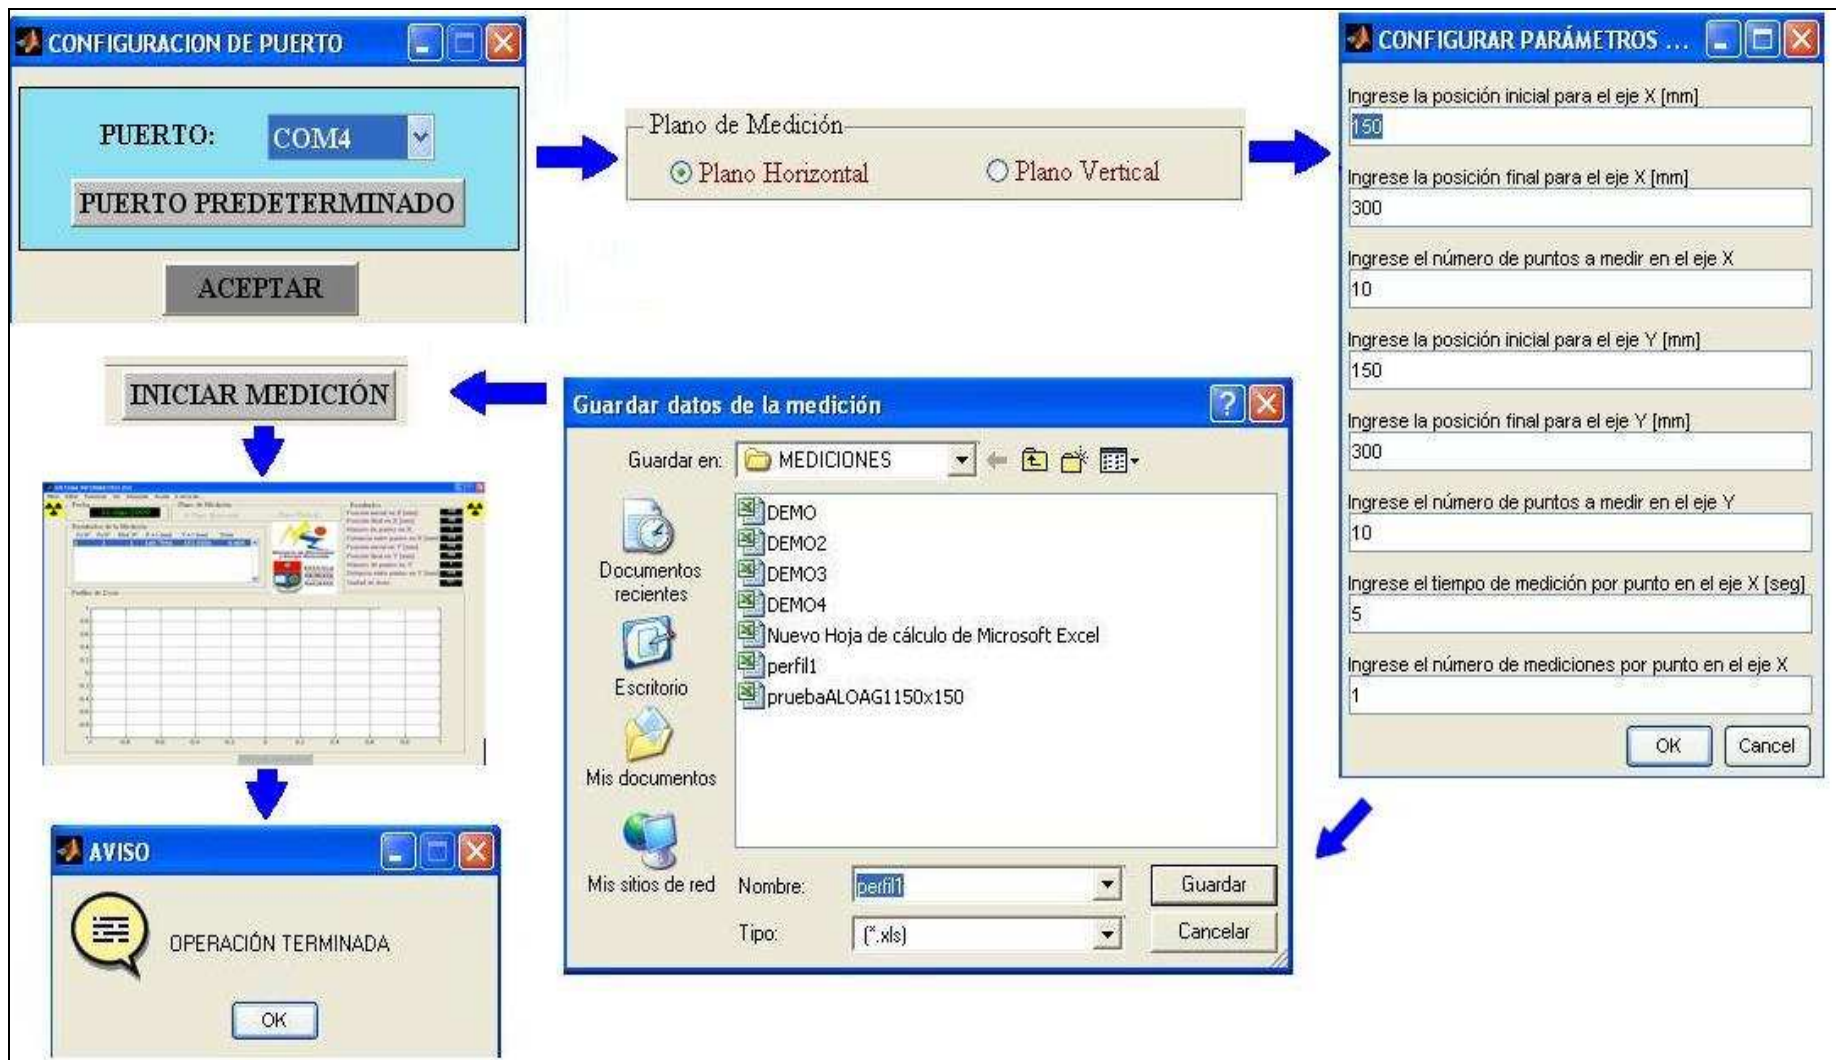 CONFIGURACION DE PUERTO
PUERTO:
COM4
PUERTO PREDETERMINADO
ACEPTAR
Plano de Medición
Plano Horizontal
Plano Vertical
CONFIGURAR PARÁMETROS ...
Ingrese la posición inicial para el eje X [mm]
150
Ingrese la posición final para el eje X [mm]
300
Ingrese el número de puntos a medir en el eje X
10
Ingrese la posición inicial para el eje Y [mm]
150
Ingrese la posición final para el eje Y [mm]
300
Ingrese el número de puntos a medir en el eje Y
10
Ingrese el tiempo de medición por punto en el eje X [seg]
5
Ingrese el número de mediciones por punto en el eje X
1
OK
Cancel
Guardar datos de la medición
Guardar en:
MEDICIONES
Documentos
recientes
Escritorio
Mis documentos
Mis sitios de red
DEMO
DEMO2
DEMO3
DEMO4
Nuevo Hoja de cálculo de Microsoft Excel
perfil1
pruebaALOAG1150x150
Nombre:
perfil1
Guardar
Tipo:
(*.xls)
Cancelar
INICIAR MEDICIÓN
AVISO
OPERACIÓN TERMINADA
OK